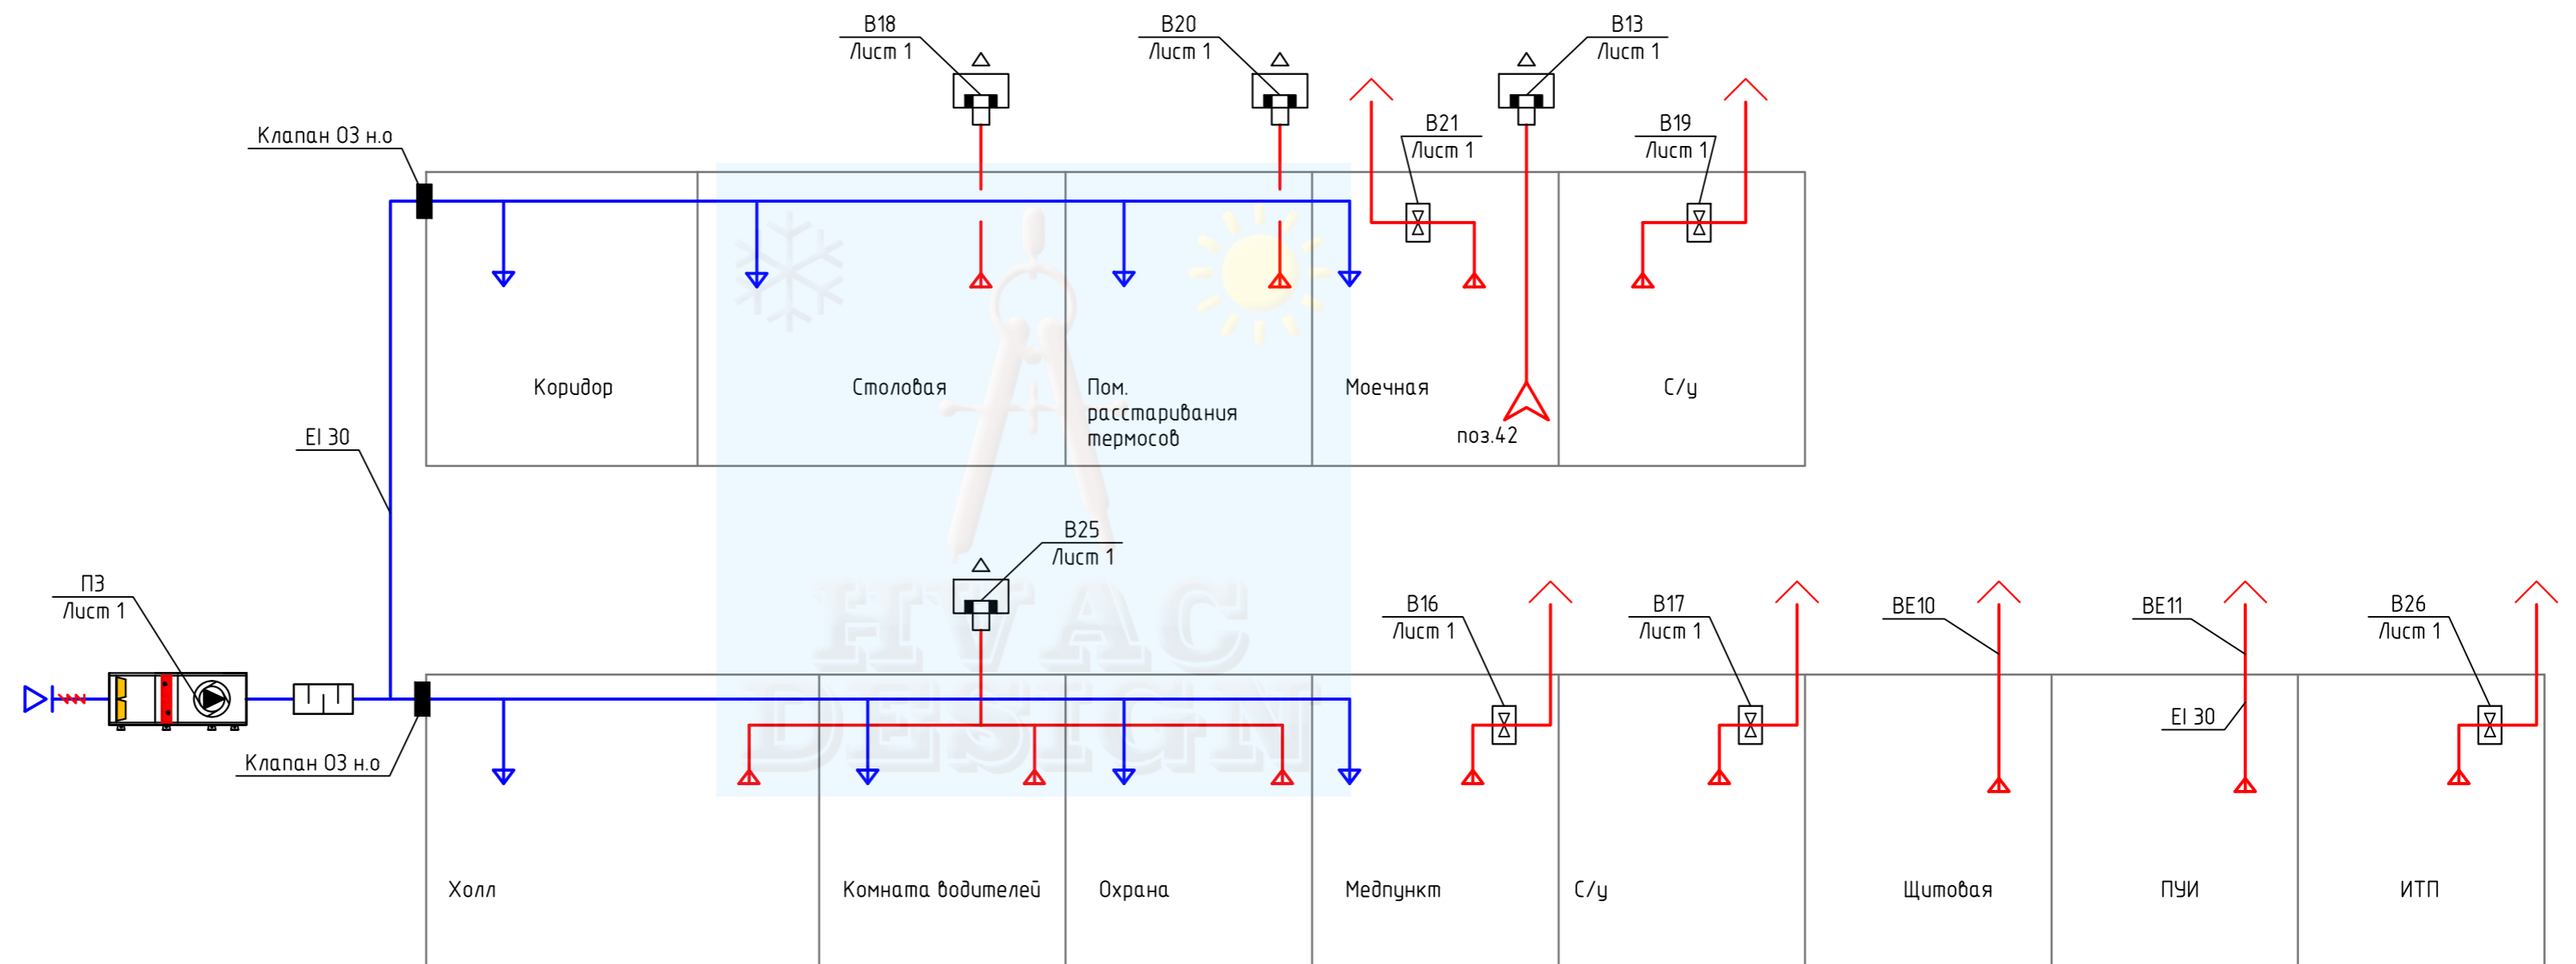 В18
Лист 1
В20
Лист 1
В13
Лист 1
Клапан ОЗ н.о
В21
Лист 1
В19
Лист 1
Коридор
Столовая
Пом.
расстаривания
термосов
Моечная
С/у
поз.42
EI 30
В25
Лист 1
П3
Лист 1
В16
Лист 1
В17
Лист 1
ВЕ10
ВЕ11
В26
Лист 1
EI 30
Клапан ОЗ н.о
Холл
Комната водителей
Охрана
Медпункт
С/у
Щитовая
ПУИ
ИТП
HVAC
DESIGN